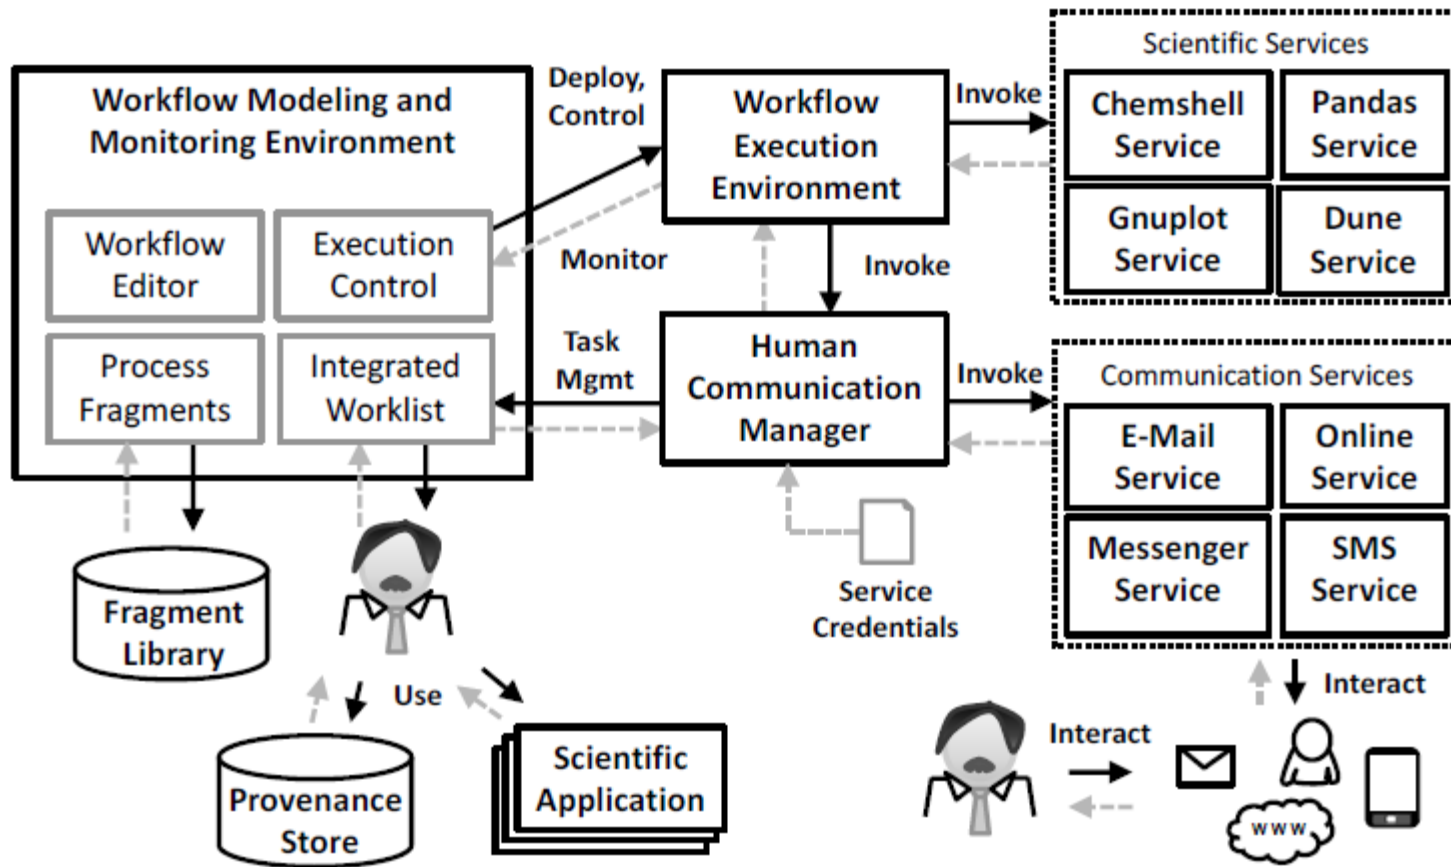 Workflow Modeling and
Monitoring Environment
Workflow
Editor
Execution
Control
Process
Fragments
Integrated
Worklist
Deploy,
Control
Monitor
Task
Mgmt
Workflow
Execution
Environment
Invoke
Invoke
Human
Communication
Manager
Invoke
Service
Credentials
Scientific Services
Chemshell
Service
Pandas
Service
Gnuplot
Service
Dune
Service
Communication Services
E-Mail
Service
Online
Service
Messenger
Service
SMS
Service
Interact
Interact
www
Fragment
Library
Use
Provenance
Store
Scientific
Application